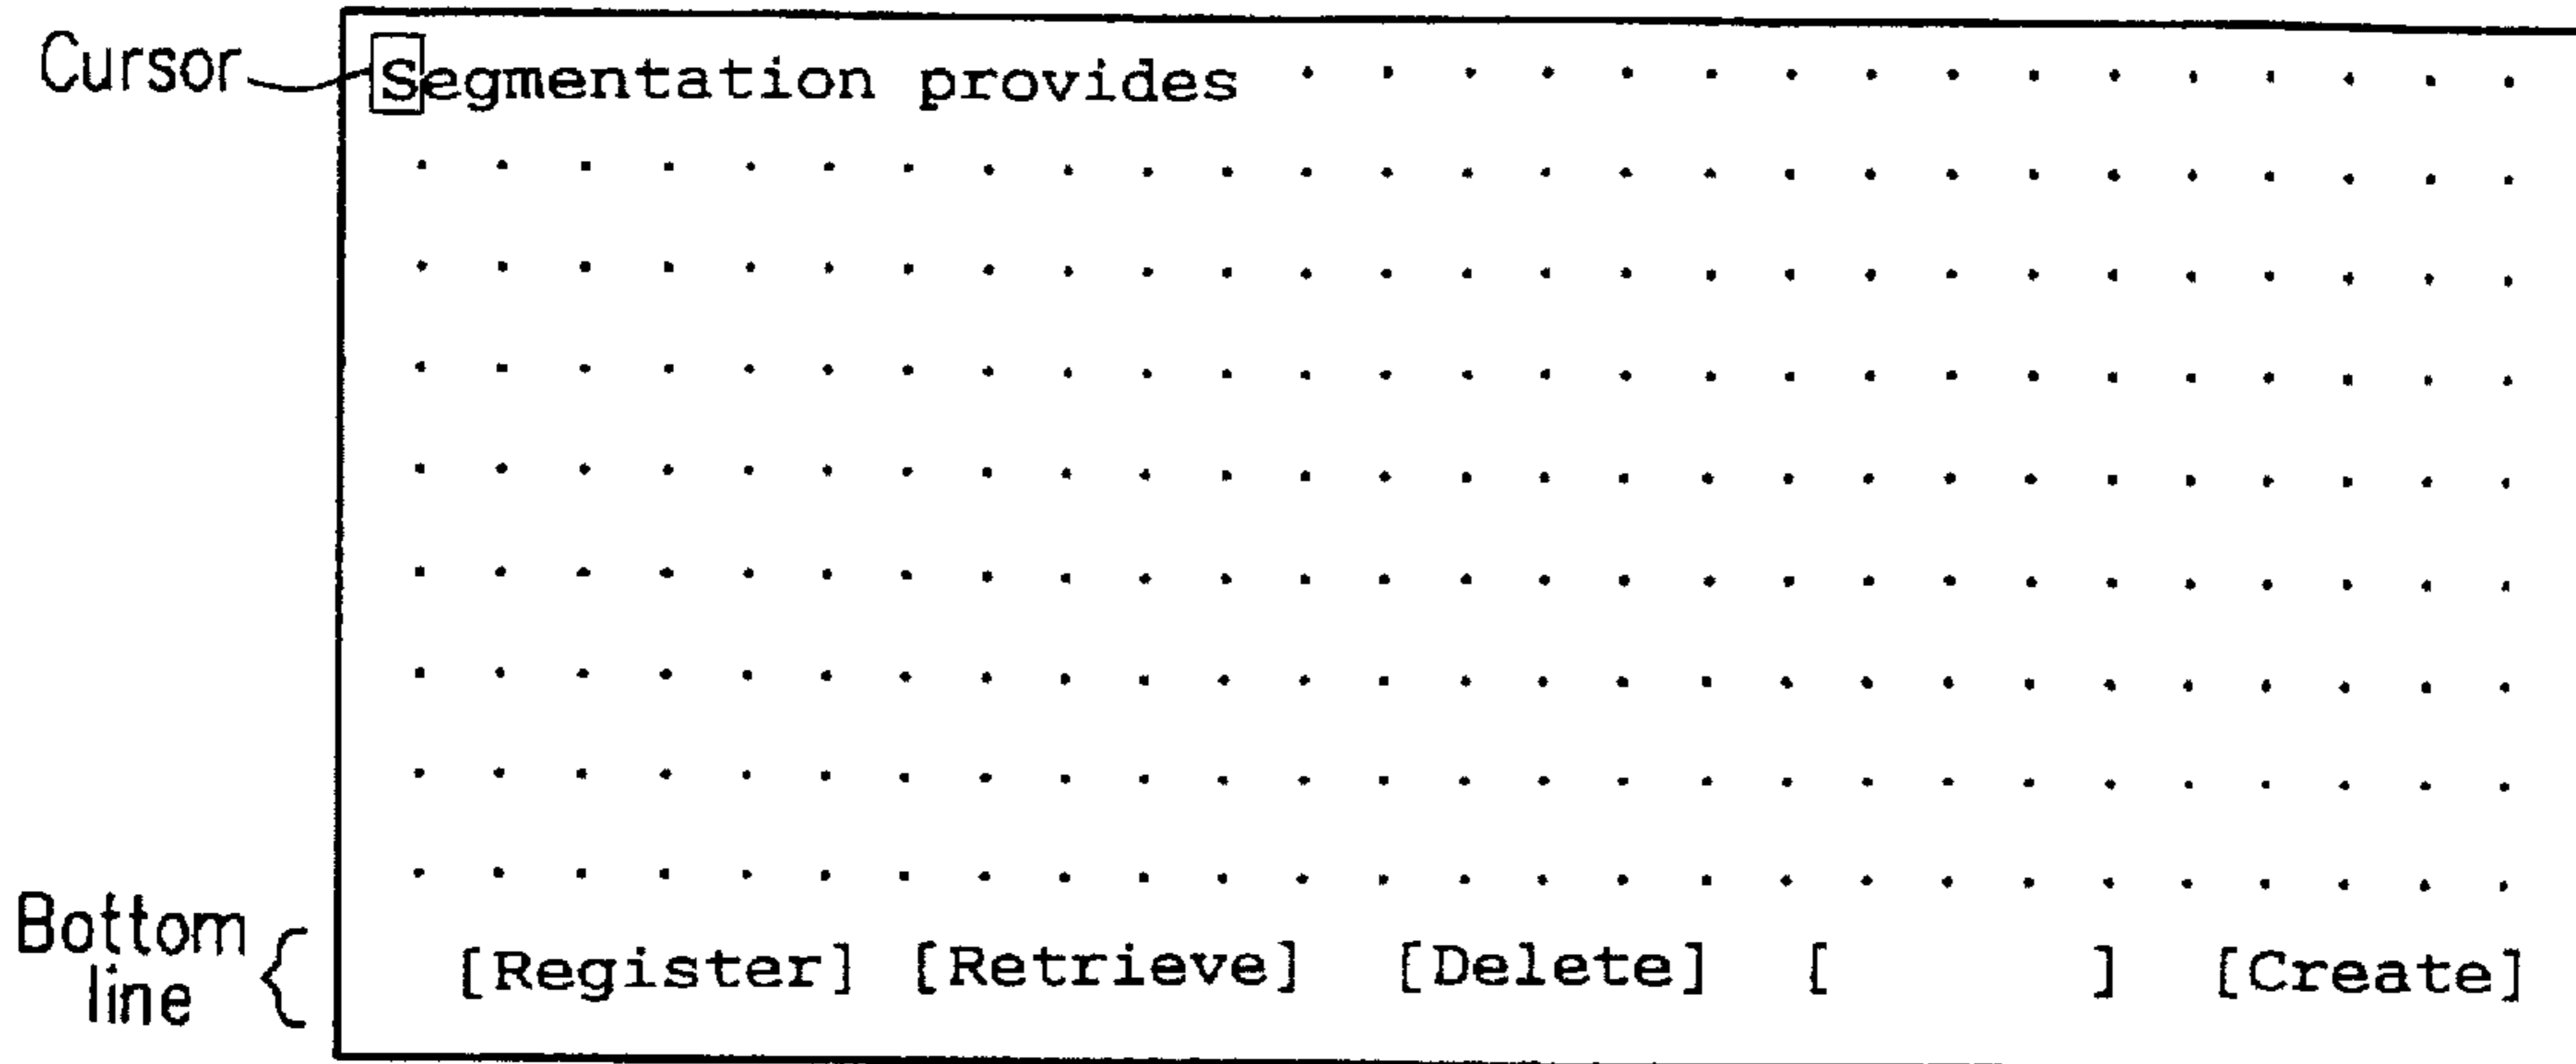 Cursor
Segmentation provides . . . . . . . . . . . . . . . .
. . . . . . . . . . . . . . . . . . . . . . . . . . .
. . . . . . . . . . . . . . . . . . . . . . . . . . .
. . . . . . . . . . . . . . . . . . . . . . . . . . .
. . . . . . . . . . . . . . . . . . . . . . . . . . .
. . . . . . . . . . . . . . . . . . . . . . . . . . .
. . . . . . . . . . . . . . . . . . . . . . . . . . .
. . . . . . . . . . . . . . . . . . . . . . . . . . .
. . . . . . . . . . . . . . . . . . . . . . . . . . .
Bottom
line
[Register] [Retrieve] [Delete] [ ] [Create]